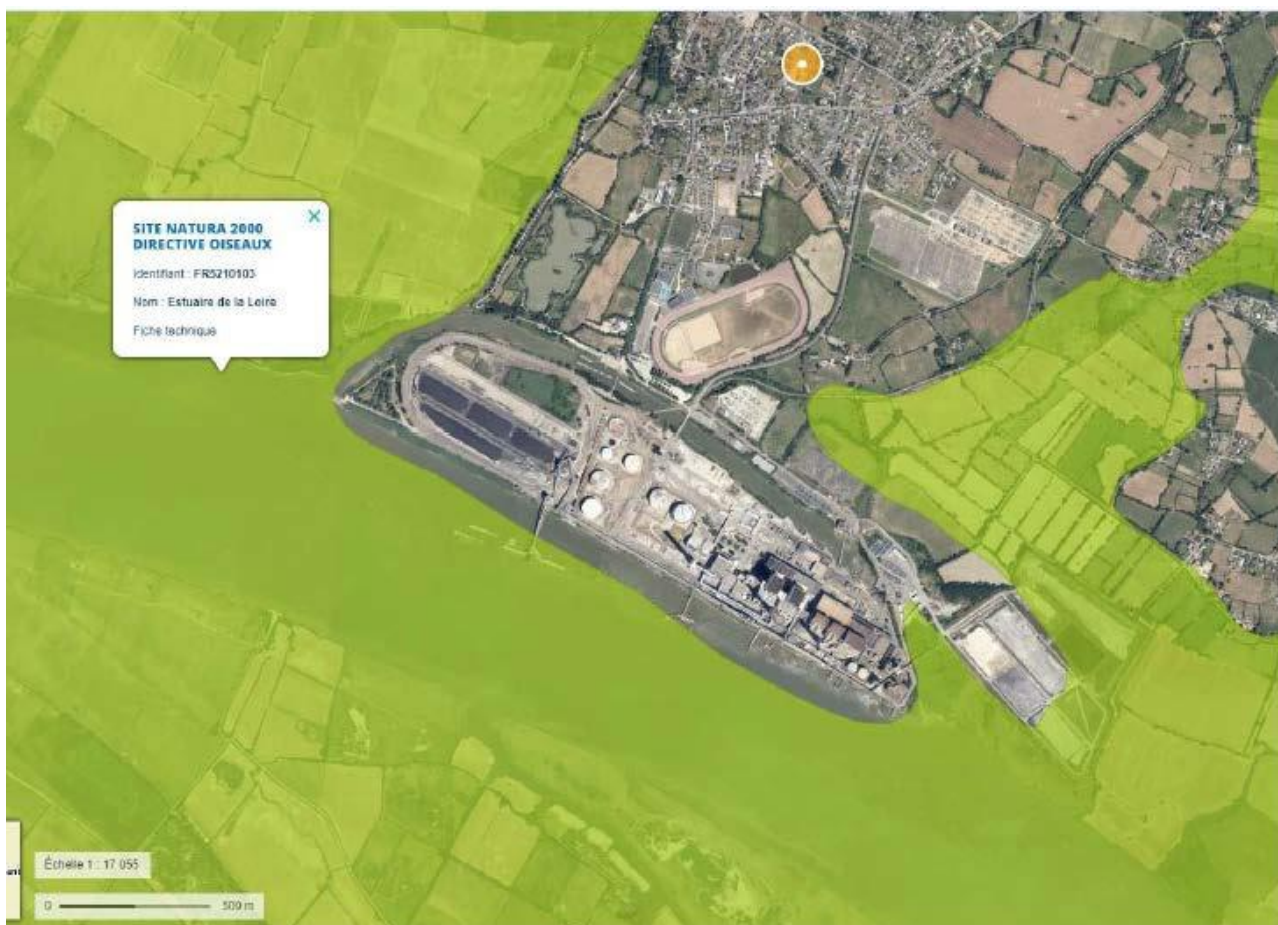 SITE NATURA 2000
DIRECTIVE OISEAUX
Identifiant : FR5210103
Nom : Estuaire de la Loire
Fiche technique
Échelle 1 : 17 055
0 500 m